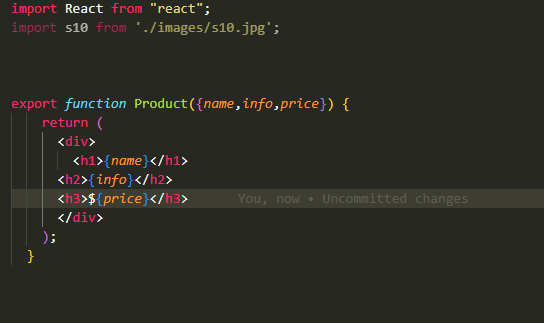 import React from "react";
import s10 from './images/s10.jpg';
export function Product({name,info,price}) {
return (
<div>
<h1>{name}</h1>
<h2>{info}</h2>
<h3>${price}</h3> You, now • Uncommitted changes
</div>
);
}